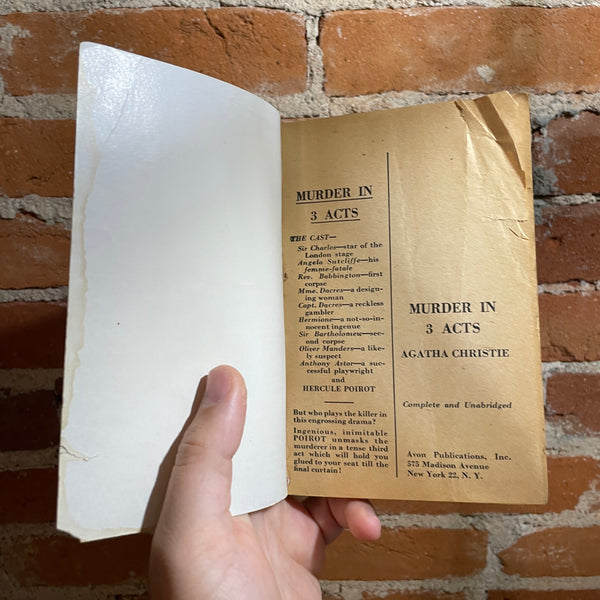 MURDER IN
3 ACTS
THE CAST—
Sir Charles—star of the
London stage
Angela Sutcliffe—his
femme-fatale
Rev. Babbington—first
corpse
Mme. Dacres—a design-
ing woman
Capt. Dacres—a reckless
gambler
Hermione—a not-so-in-
nocent ingenue
Sir Bartholomew—sec-
ond corpse
Oliver Manders—a like-
ly suspect
Anthony Astor—a suc-
cessful playwright
and
HERCULE POIROT
But who plays the killer in
this engrossing drama?
Ingenious, inimitable
POIROT unmasks the
murderer in a tense third
act which will hold you
glued to your seat till the
final curtain!
MURDER IN
3 ACTS
AGATHA CHRISTIE
Complete and Unabridged
Avon Publications, Inc.
575 Madison Avenue
New York 22, N. Y.